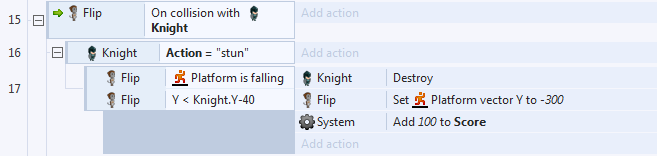 15 Flip On collision with Knight Add action
16 Knight Action = "stun" Add action
17 Flip Platform is falling Knight Destroy
Flip Y < Knight.Y-40 Flip Set Platform vector Y to -300
System Add 100 to Score
Add action